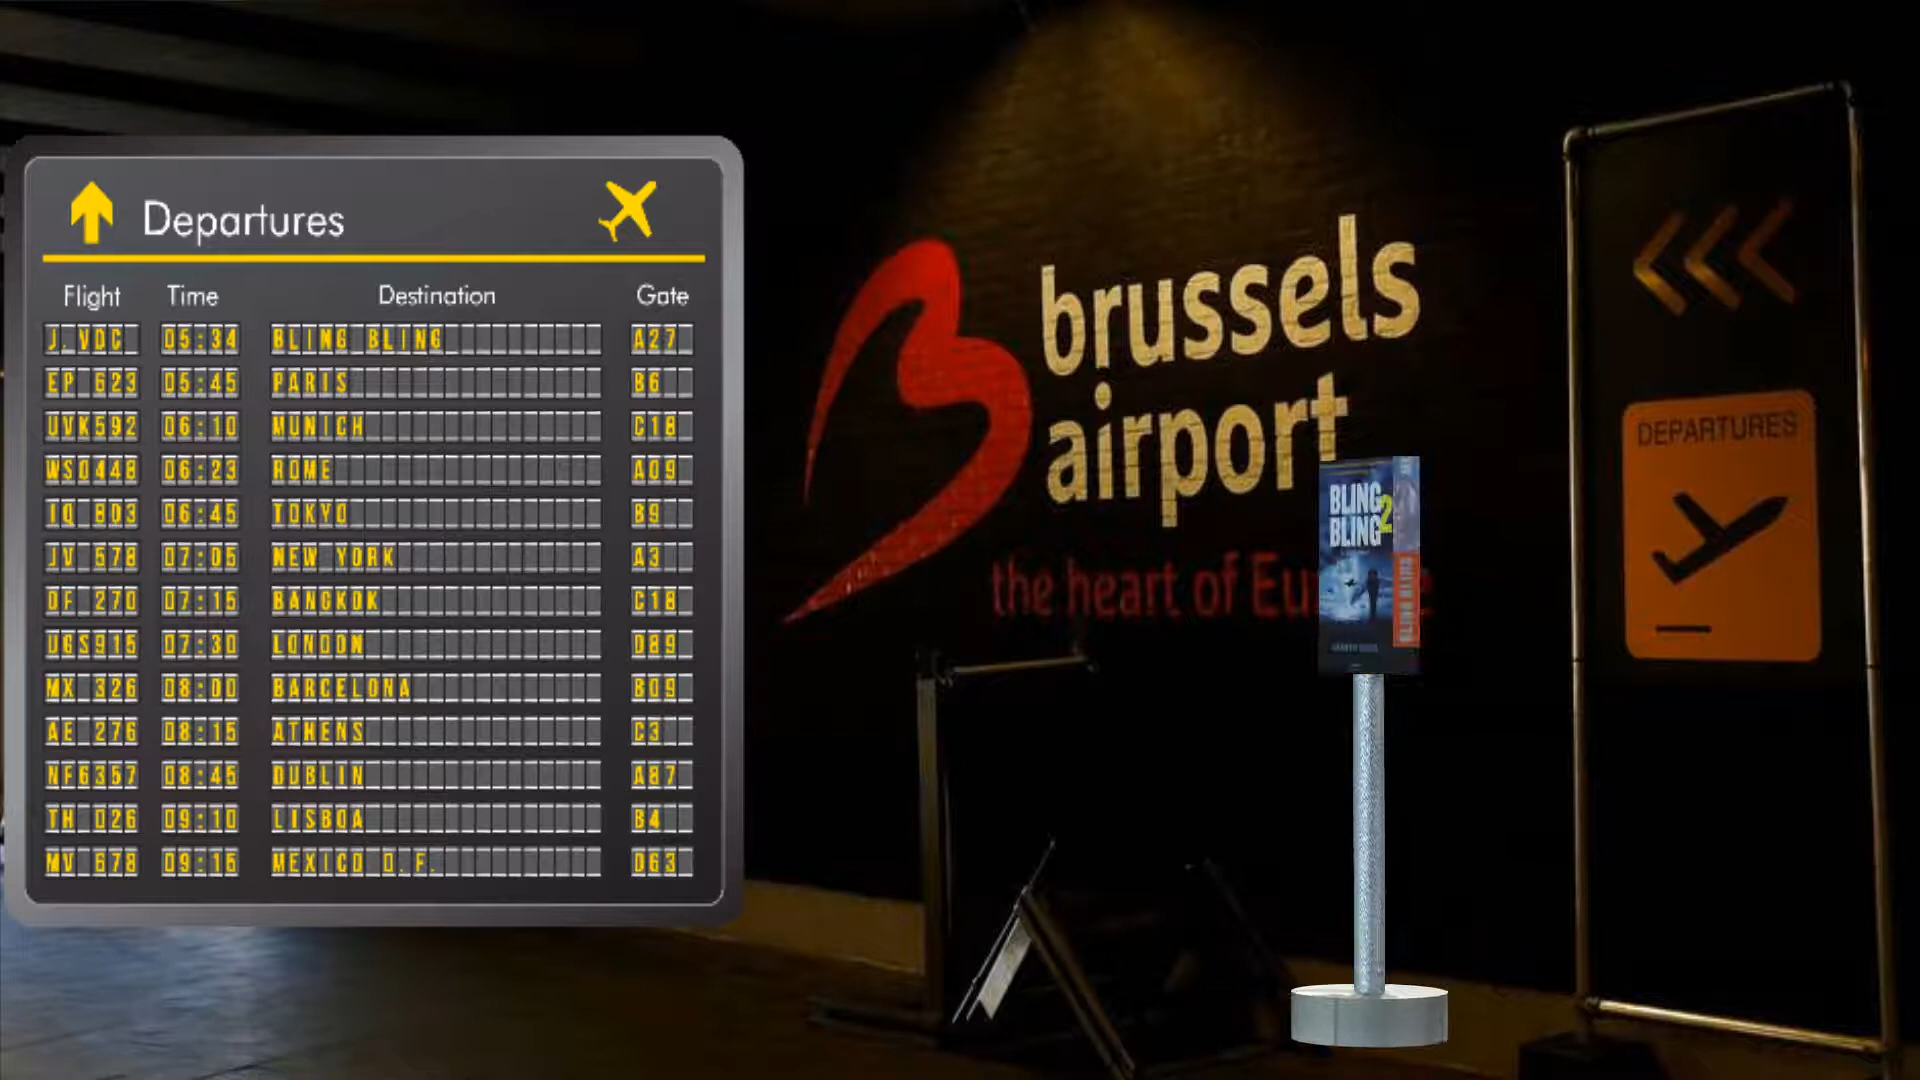 Departures
Flight Time Destination Gate
J. VDC 05:34 BLING BLING A27
EP 623 05:45 PARIS B6
UVK592 06:10 MUNICH C18
WS0448 06:23 ROME A09
IQ 803 06:45 TOKYO B9
JV 578 07:05 NEW YORK A3
DF 270 07:15 BANGKOK C18
UGS915 07:30 LONDON D89
MX 326 08:00 BARCELONA B09
AE 276 08:15 ATHENS C3
NF6357 08:45 DUBLIN A87
TH 026 09:10 LISBOA B4
MV 678 09:15 MEXICO D.F. D63
brussels
airport
the heart of Eu e
BLING
BLING 2
BLING BLING
DEPARTURES